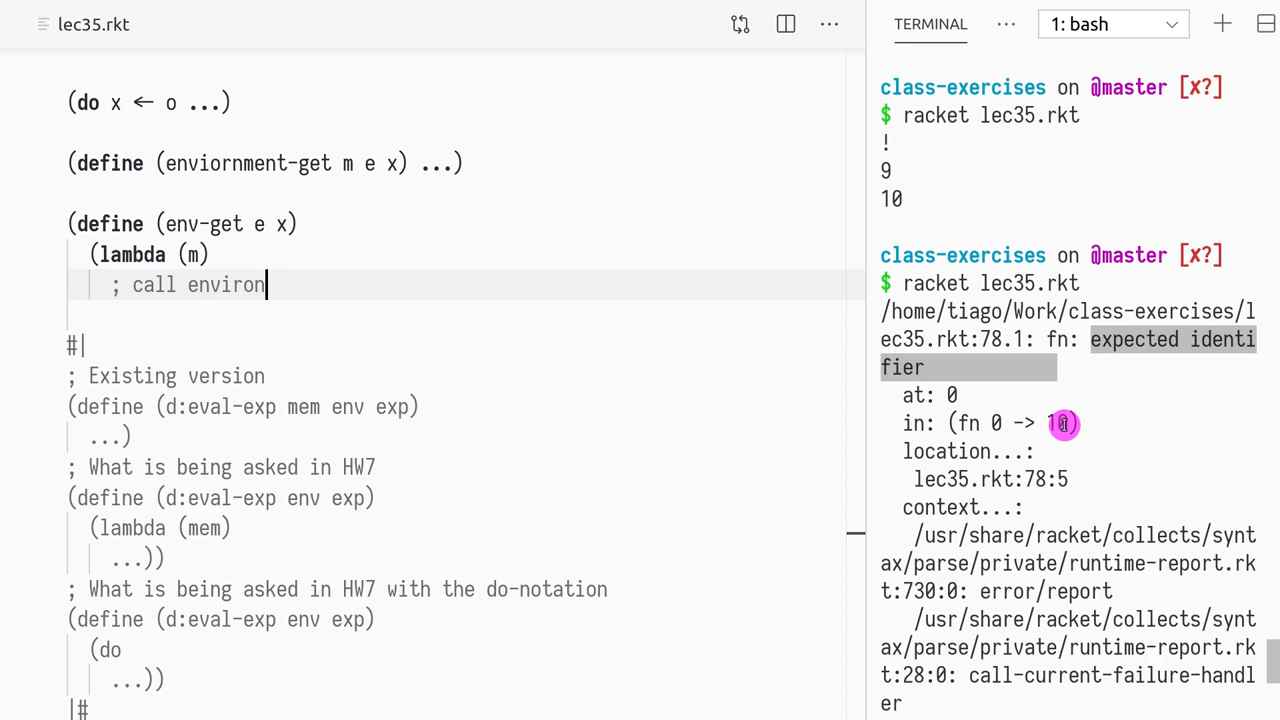 lec35.rkt
(do x ← o ...)
(define (enviornment-get m e x) ...)
(define (env-get e x)
(lambda (m)
; call environ
#|
; Existing version
(define (d:eval-exp mem env exp)
...)
; What is being asked in HW7
(define (d:eval-exp env exp)
(lambda (mem)
...))
; What is being asked in HW7 with the do-notation
(define (d:eval-exp env exp)
(do
...))
|#
TERMINAL
1: bash
class-exercises on @master [x?]
$ racket lec35.rkt
!
9
10
class-exercises on @master [x?]
$ racket lec35.rkt
/home/tiago/Work/class-exercises/l
ec35.rkt:78.1: fn: expected identi
fier
at: 0
in: (fn 0 -> 10)
location...:
lec35.rkt:78:5
context...:
/usr/share/racket/collects/synt
ax/parse/private/runtime-report.rk
t:730:0: error/report
/usr/share/racket/collects/synt
ax/parse/private/runtime-report.rk
t:28:0: call-current-failure-handl
er